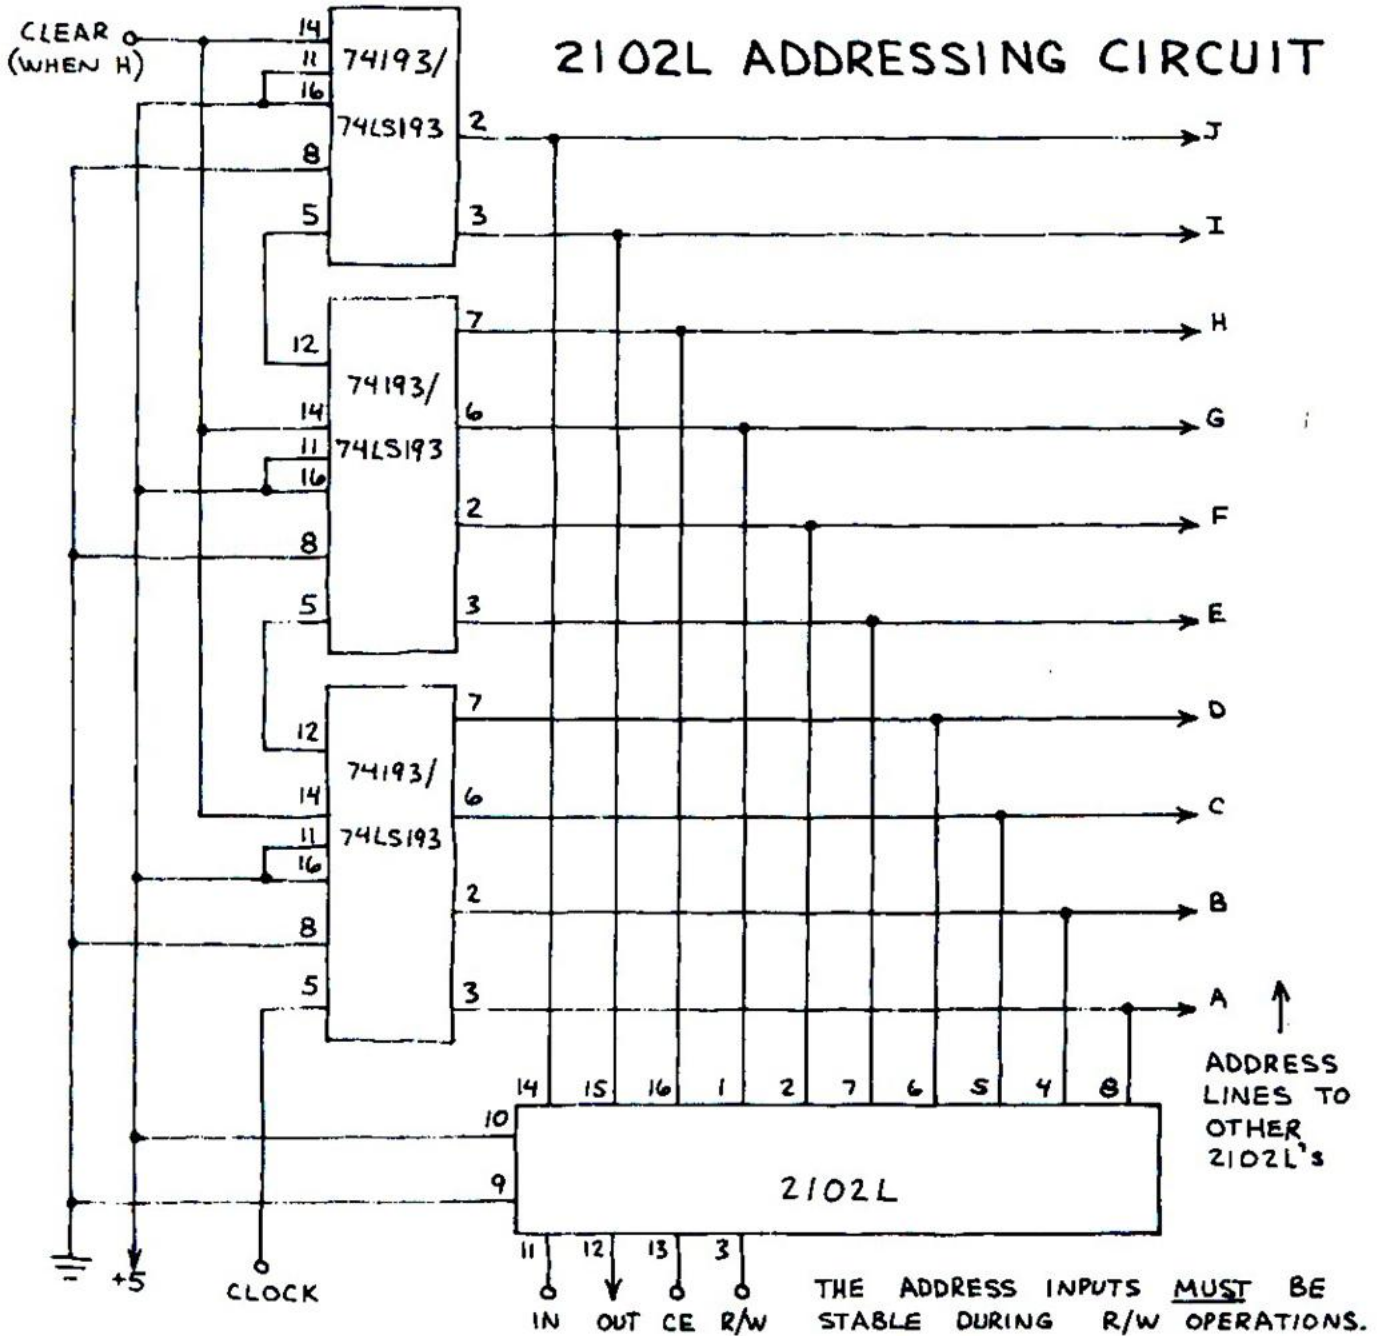 2102L ADDRESSING CIRCUIT
CLEAR
(WHEN H)
14
11
16
8
5
74193/
74LS193
2
3
J
I
12
14
11
16
8
5
74193/
74LS193
7
6
2
3
H
G
F
E
12
14
11
16
8
5
74193/
74LS193
7
6
2
3
D
C
B
A
ADDRESS
LINES TO
OTHER
2102L's
14 15 16 1 2 7 6 5 4 8
10
9
2102L
11 12 13 3
+5
CLOCK
IN OUT CE R/W
THE ADDRESS INPUTS MUST BE
STABLE DURING R/W OPERATIONS.